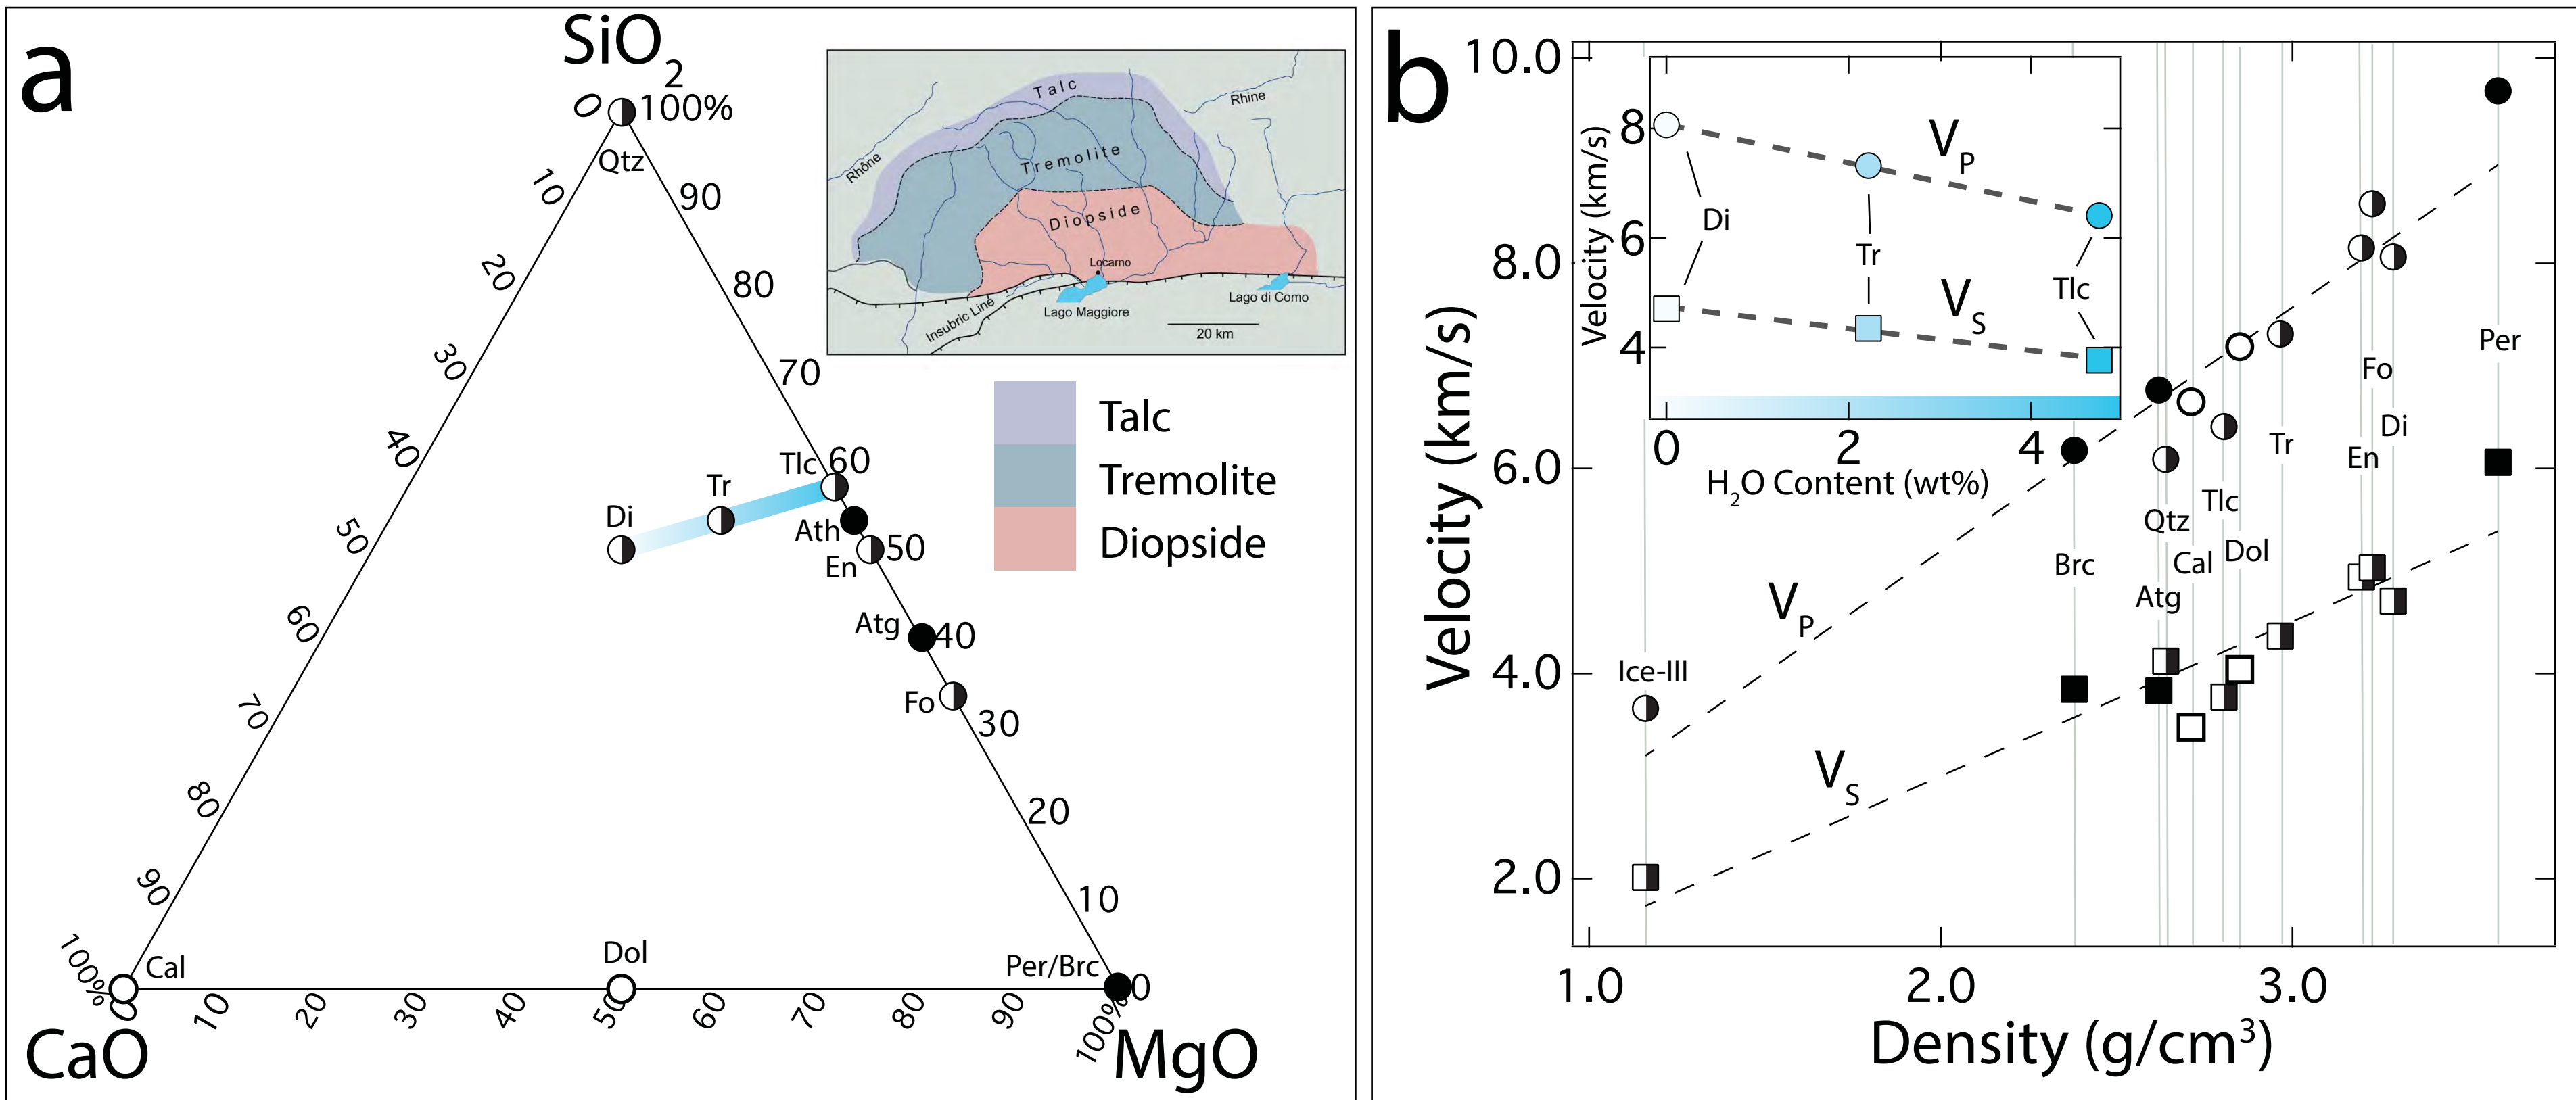 a
SiO2
0
100%
Qtz
10
20
30
40
50
60
70
80
90
100%
90
80
70
60
50
40
30
20
10
0
Tlc
Tr
Di
Ath
En
Atg
Fo
Cal
Dol
Per/Brc
0
10
20
30
40
50
60
70
80
90
100%
CaO
MgO
Talc
Tremolite
Diopside
Rhône
Rhine
Locarno
Insubric Line
Lago Maggiore
Lago di Como
20 km
Talc
Tremolite
Diopside
b
Velocity (km/s)
10.0
8.0
6.0
4.0
2.0
1.0
2.0
3.0
Density (g/cm3)
Velocity (km/s)
8
6
4
VP
VS
Di
Tr
Tlc
0
2
4
H2O Content (wt%)
VP
VS
Ice-III
Brc
Atg
Qtz
Cal
Tlc
Dol
Tr
En
Fo
Di
Per